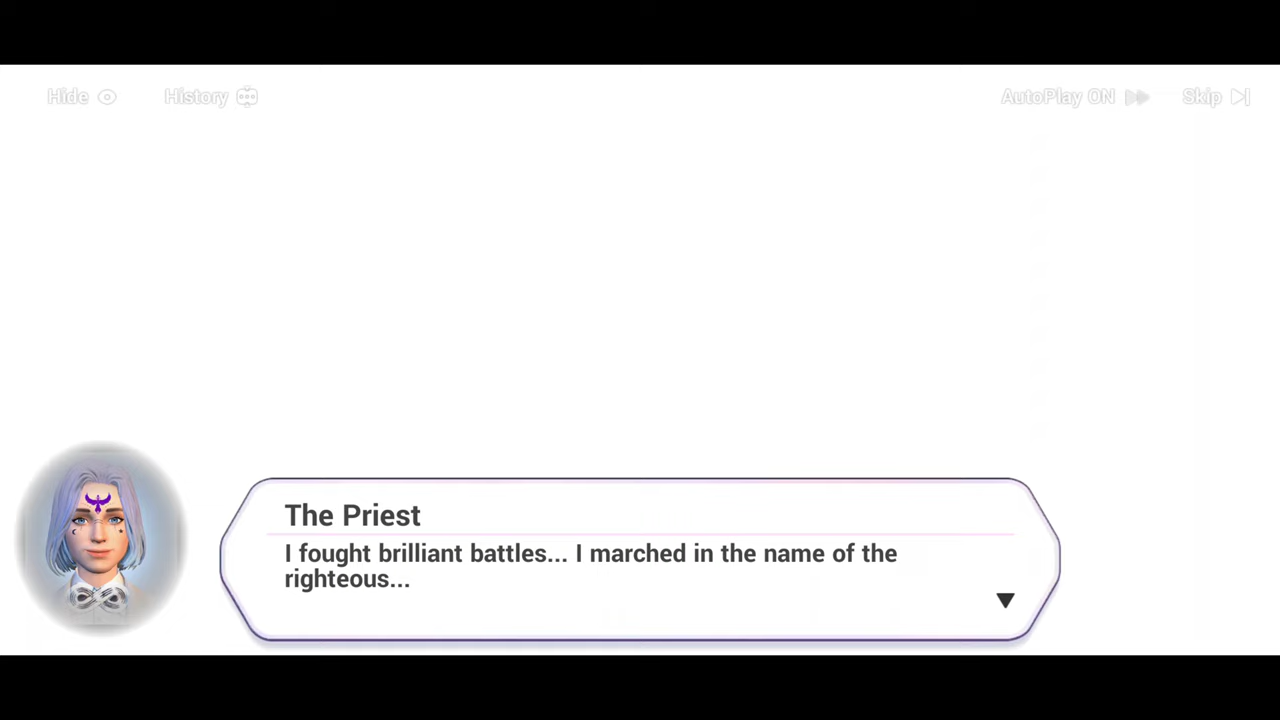 Hide History AutoPlay ON Skip
The Priest
I fought brilliant battles... I marched in the name of the
righteous...